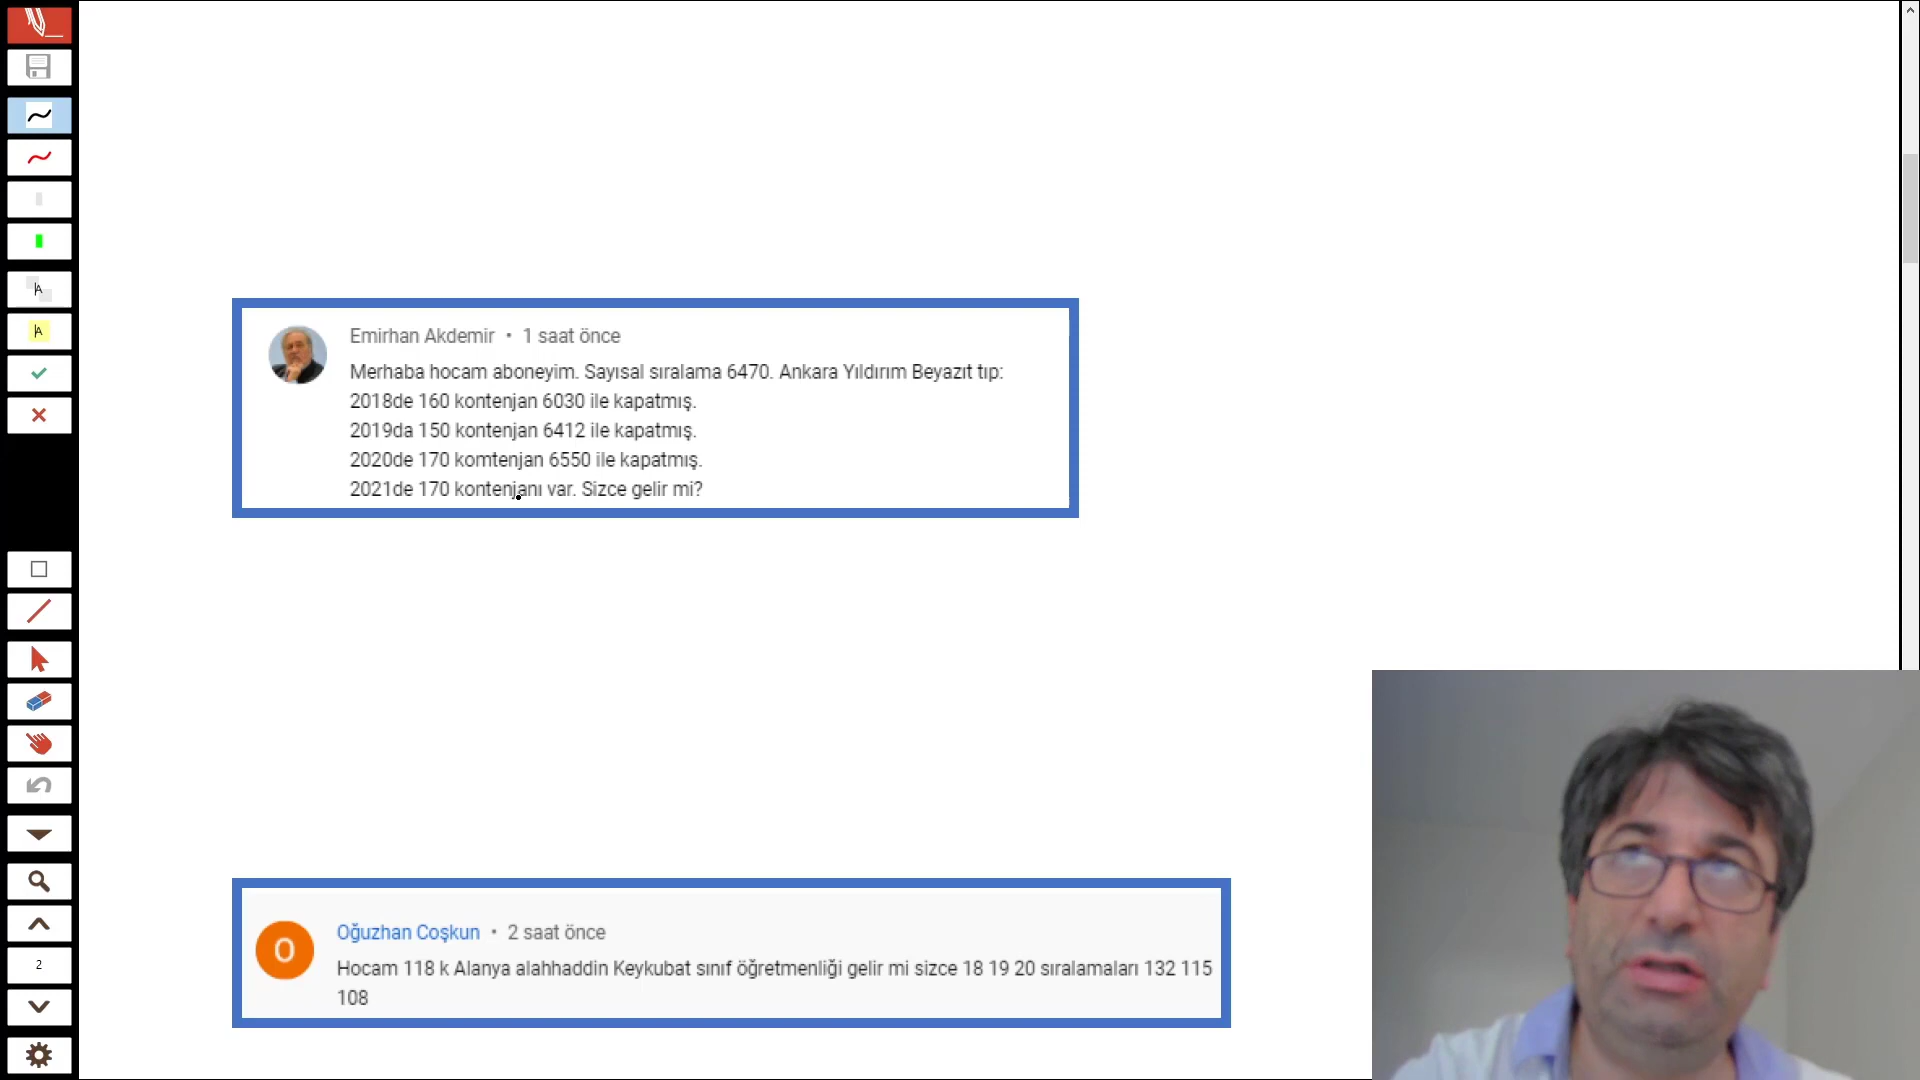 Emirhan Akdemir • 1 saat önce
Merhaba hocam aboneyim. Sayısal sıralama 6470. Ankara Yıldırım Beyazıt tıp:
2018de 160 kontenjan 6030 ile kapatmış.
2019da 150 kontenjan 6412 ile kapatmış.
2020de 170 komtenjan 6550 ile kapatmış.
2021de 170 kontenjanı var. Sizce gelir mi?
O
Oğuzhan Coşkun • 2 saat önce
Hocam 118 k Alanya alahhaddin Keykubat sınıf öğretmenliği gelir mi sizce 18 19 20 sıralamaları 132 115
108
A
A
2